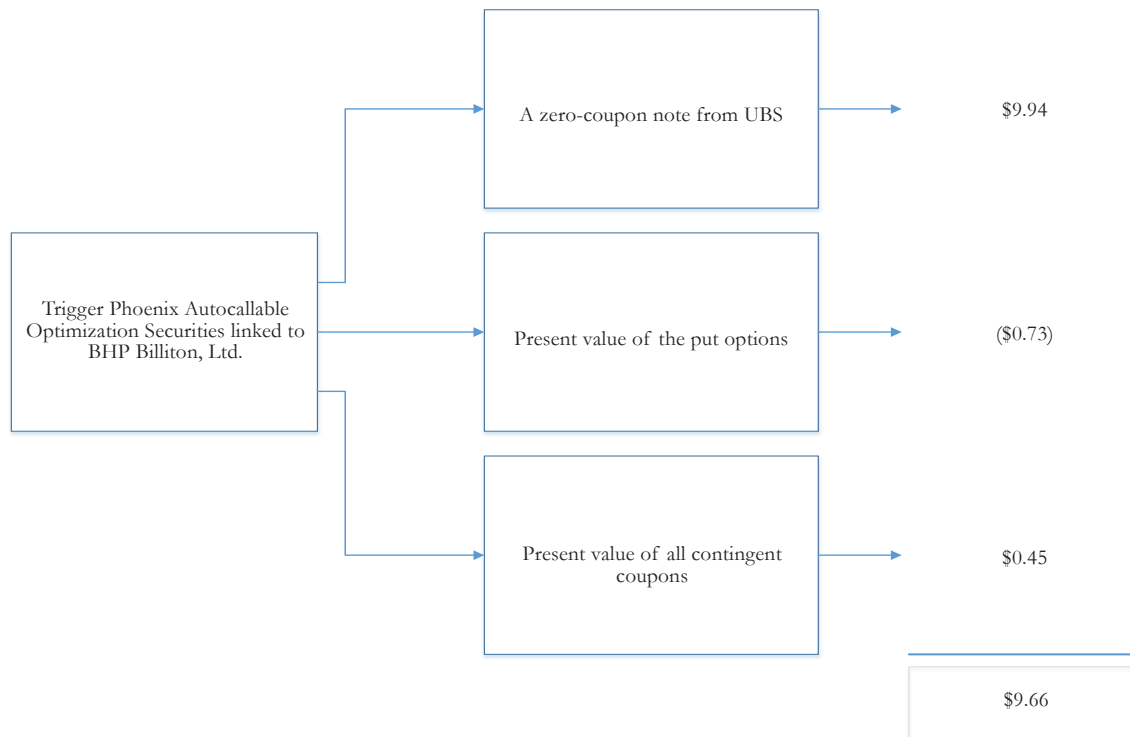 A zero-coupon note from UBS
$9.94
Trigger Phoenix Autocallable
Optimization Securities linked to
BHP Billiton, Ltd.
Present value of the put options
($0.73)
Present value of all contingent
coupons
$0.45
$9.66